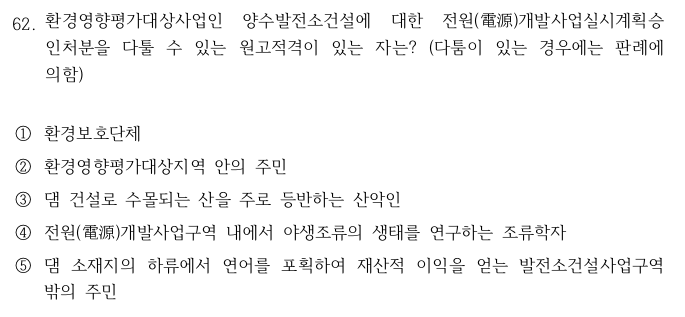 62. 환경영향평가대상사업인 양수발전소건설에 대한 전원(電源)개발사업실시계획승
인처분을 다툴 수 있는 원고적격이 있는 자는? (다툼이 있는 경우에는 판례에
의함)
① 환경보호단체
② 환경영향평가대상지역 안의 주민
③ 댐 건설로 수몰되는 산을 주로 등반하는 산악인
④ 전원(電源)개발사업구역 내에서 야생조류의 생태를 연구하는 조류학자
⑤ 댐 소재지의 하류에서 연어를 포획하여 재산적 이익을 얻는 발전소건설사업구역
밖의 주민